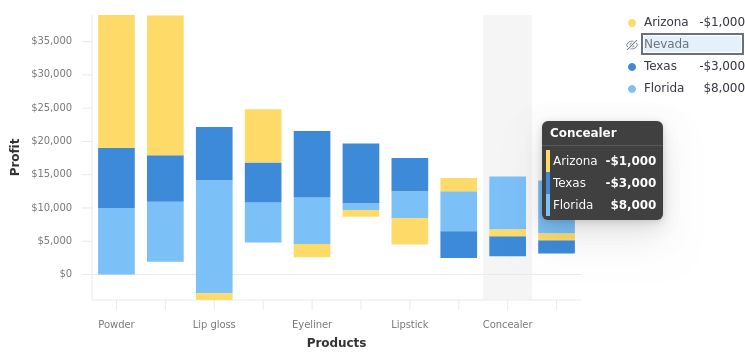 Arizona -$1,000
Nevada
Texas -$3,000
Florida $8,000
Profit
$35,000
$30,000
$25,000
$20,000
$15,000
$10,000
$5,000
$0
Concealer
Arizona -$1,000
Texas -$3,000
Florida $8,000
Powder Lip gloss Eyeliner Lipstick Concealer
Products